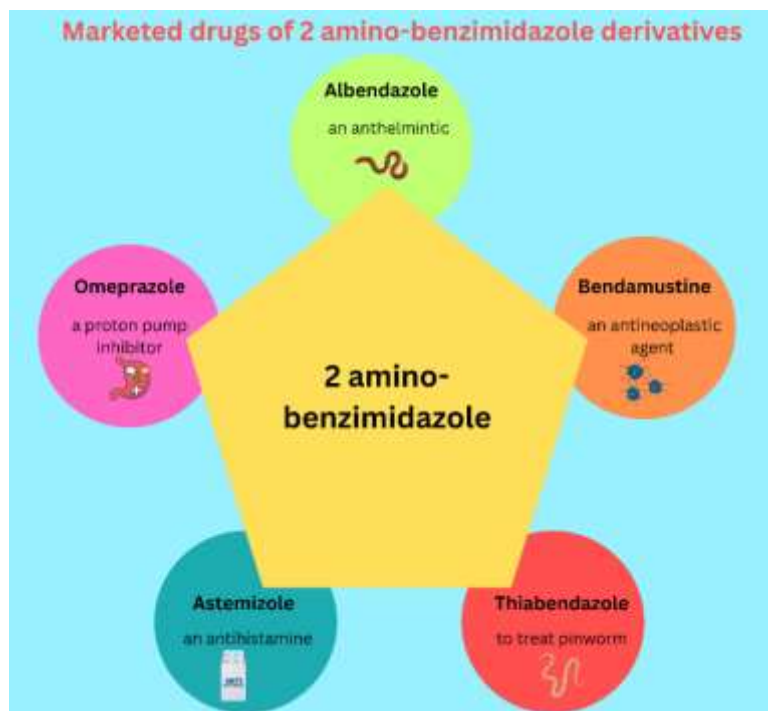 Marketed drugs of 2 amino-benzimidazole derivatives
Albendazole
an anthelmintic
Omeprazole
a proton pump
inhibitor
Bendamustine
an antineoplastic
agent
2 amino-
benzimidazole
Astemizole
an antihistamine
Thiabendazole
to treat pinworm